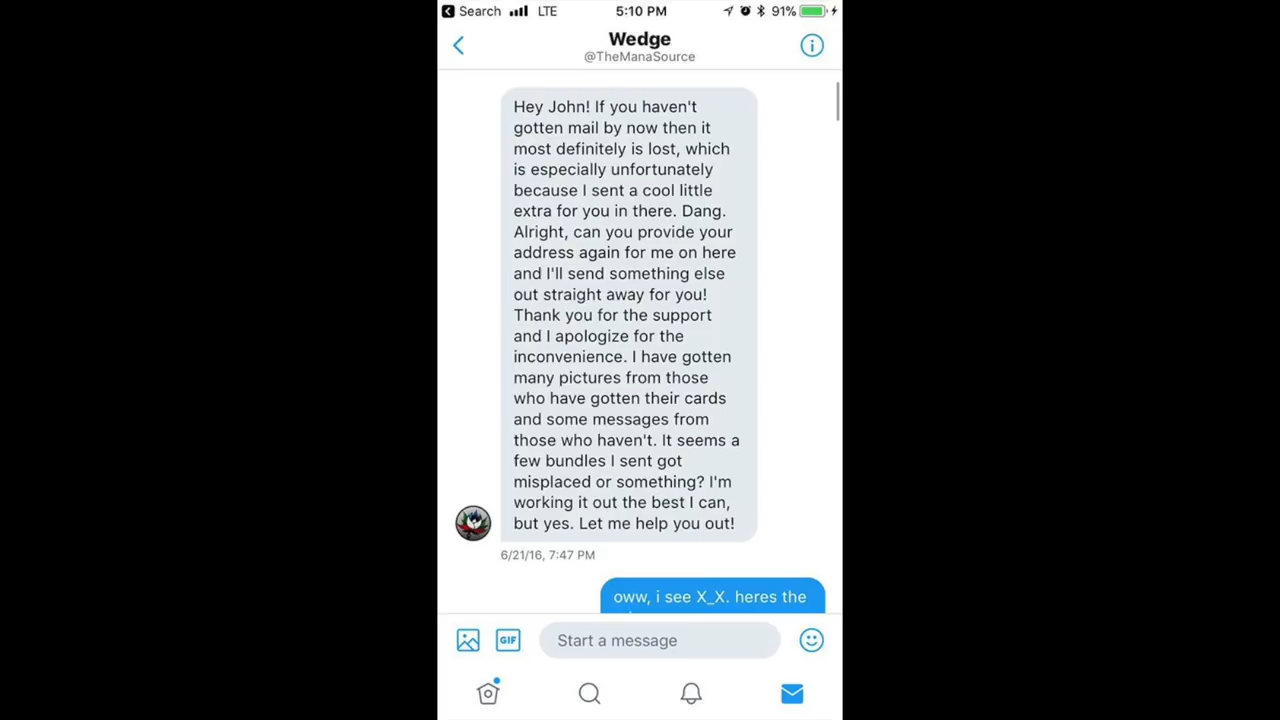 Search LTE 5:10 PM 91%
Wedge
@TheManaSource
Hey John! If you haven't
gotten mail by now then it
most definitely is lost, which
is especially unfortunately
because I sent a cool little
extra for you in there. Dang.
Alright, can you provide your
address again for me on here
and I'll send something else
out straight away for you!
Thank you for the support
and I apologize for the
inconvenience. I have gotten
many pictures from those
who have gotten their cards
and some messages from
those who haven't. It seems a
few bundles I sent got
misplaced or something? I'm
working it out the best I can,
but yes. Let me help you out!
6/21/16, 7:47 PM
oww, i see X_X. heres the
GIF Start a message